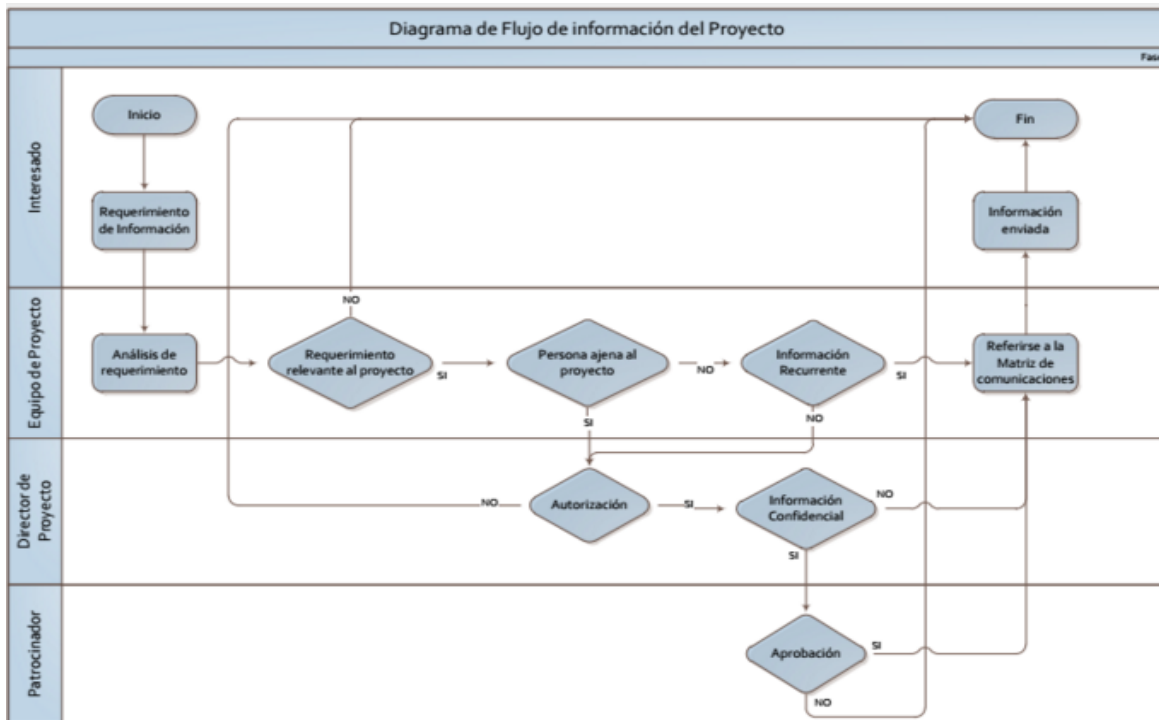 Diagrama de Flujo de información del Proyecto
Fase
Interesado
Inicio
Fin
Requerimiento
de Información
Información
enviada
Equipo de Proyecto
NO
Análisis de
requerimiento
Requerimiento
relevante al proyecto
SI
Persona ajena al
proyecto
NO
Información
Recurrente
SI
Referirse a la
Matriz de
comunicaciones
SI
NO
Director de
Proyecto
NO
Autorización
SI
Información
Confidencial
NO
SI
Patrocinador
Aprobación
SI
NO